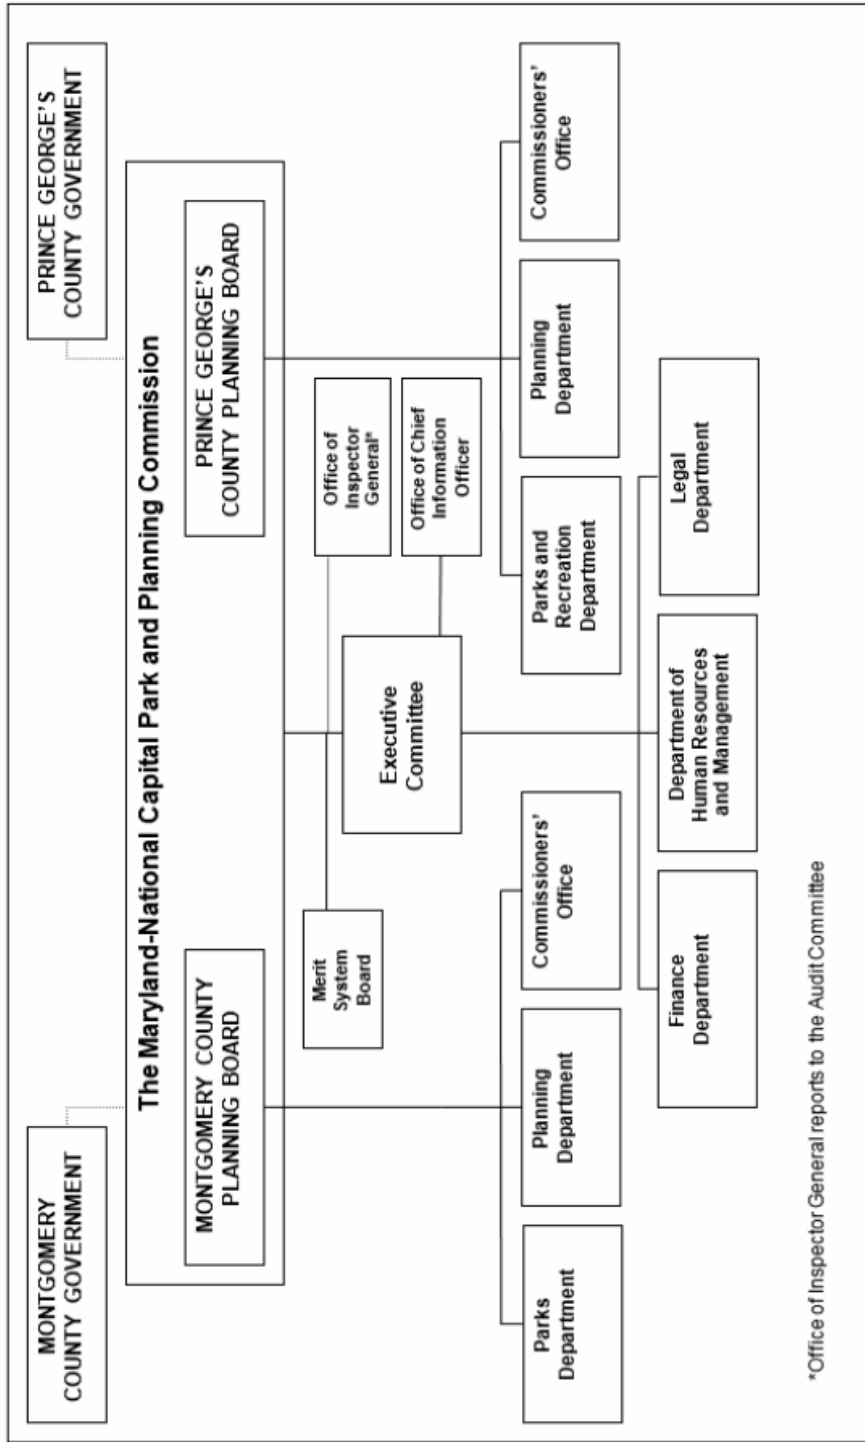 MONTGOMERY
COUNTY GOVERNMENT
PRINCE GEORGE'S
COUNTY GOVERNMENT
The Maryland-National Capital Park and Planning Commission
MONTGOMERY COUNTY
PLANNING BOARD
PRINCE GEORGE'S
COUNTY PLANNING BOARD
Merit
System
Board
Office of
Inspector
General*
Executive
Committee
Office of Chief
Information
Officer
Parks
Department
Planning
Department
Commissioners'
Office
Parks and
Recreation
Department
Planning
Department
Commissioners'
Office
Finance
Department
Department of
Human Resources
and Management
Legal
Department
*Office of Inspector General reports to the Audit Committee